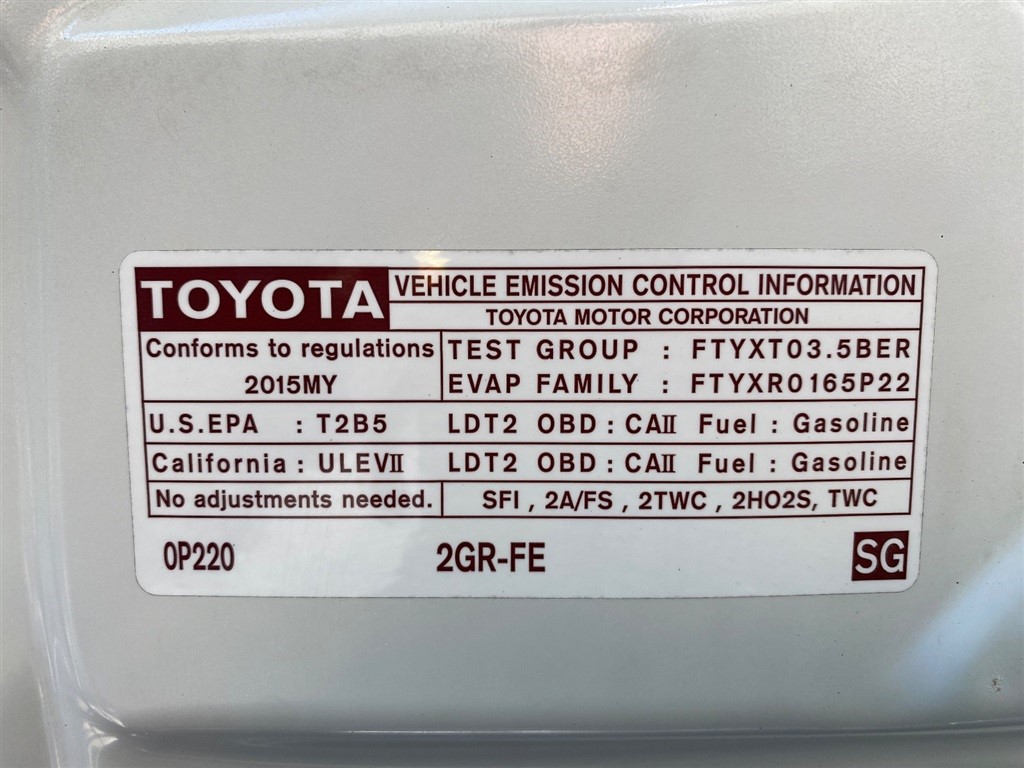 TOYOTA
VEHICLE EMISSION CONTROL INFORMATION
TOYOTA MOTOR CORPORATION
Conforms to regulations
2015MY
TEST GROUP : FTYXT03.5BER
EVAP FAMILY : FTYXR0165P22
U.S.EPA : T2B5 LDT2 OBD : CAⅡ Fuel : Gasoline
California : ULEVⅡ LDT2 OBD : CAⅡ Fuel : Gasoline
No adjustments needed. SFI , 2A/FS , 2TWC , 2HO2S, TWC
0P220 2GR-FE SG